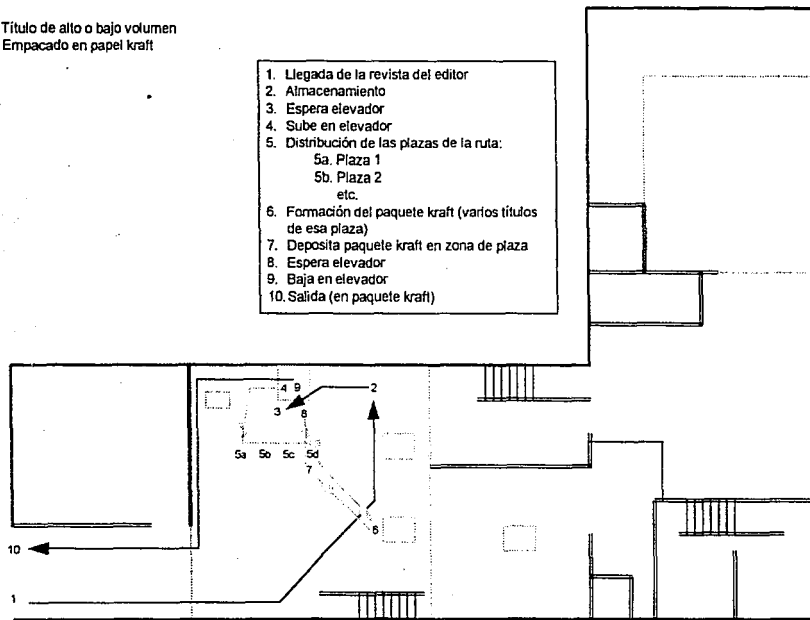 Título de alto o bajo volumen
Empacado en papel kraft
1. Llegada de la revista del editor
2. Almacenamiento
3. Espera elevador
4. Sube en elevador
5. Distribución de las plazas de la ruta:
5a. Plaza 1
5b. Plaza 2
etc.
6. Formación del paquete kraft (varios títulos
de esa plaza)
7. Deposita paquete kraft en zona de plaza
8. Espera elevador
9. Baja en elevador
10. Salida (en paquete kraft)
4 9 2
3 8
5a 5b 5c 5d
7
6
10
1